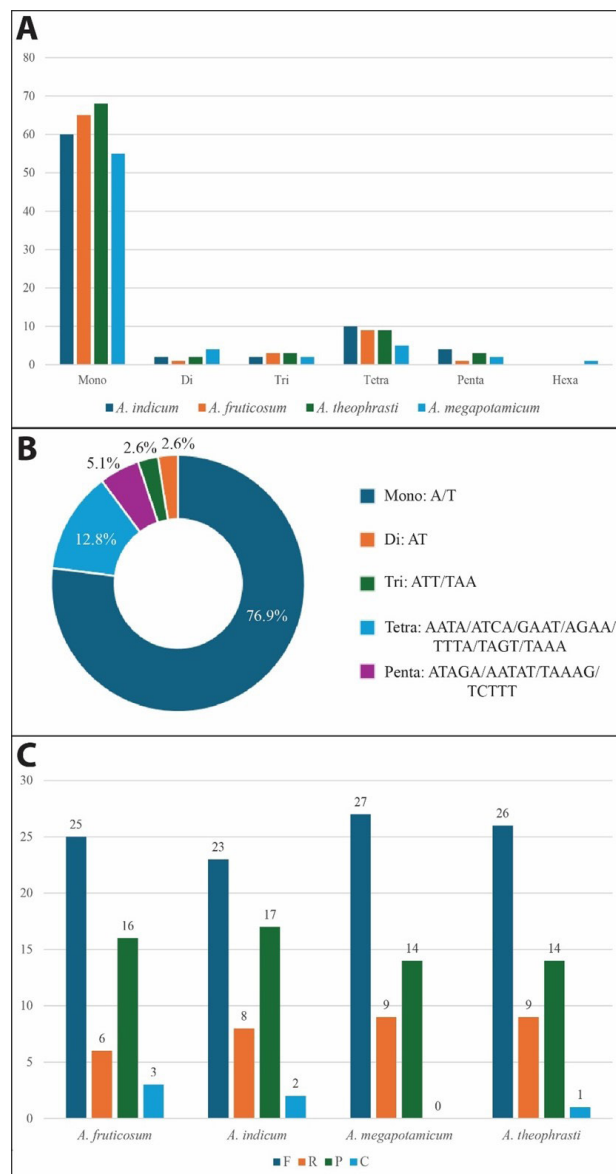 A
80
70
60
50
40
30
20
10
0
Mono Di Tri Tetra Penta Hexa
A. indicum A. fruticosum A. theophrasti A. megapotamicum
B
5.1% 2.6% 2.6%
12.8%
76.9%
Mono: A/T
Di: AT
Tri: ATT/TAA
Tetra: AATA/ATCA/GAAT/AGAA/
TTTA/TAGT/TAAA
Penta: ATAGA/AATAT/TAAAG/
TCTTT
C
30
25
20
15
10
5
0
25 6 16 3
23 8 17 2
27 9 14 0
26 9 14 1
A. fruticosum A. indicum A. megapotamicum A. theophrasti
F R P C